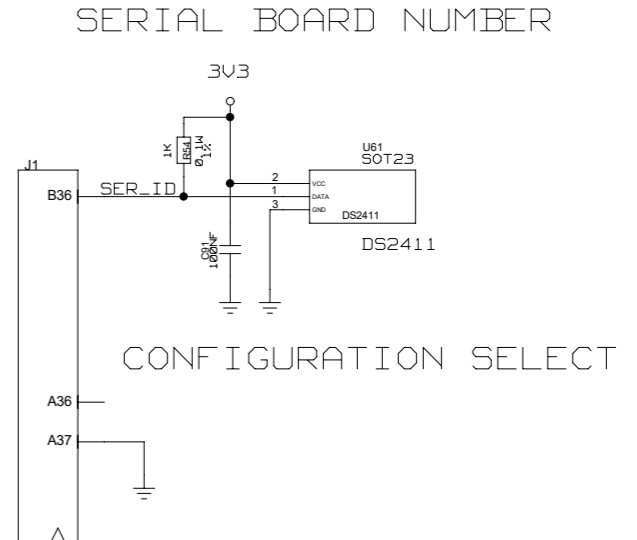 SERIAL BOARD NUMBER
3V3
1K
R54
0,1W
1%
J1
B36
SER_ID
U61
SOT23
2
VCC
1
DATA
3
GND
DS2411
DS2411
C91
100NF
CONFIGURATION SELECT
A36
A37